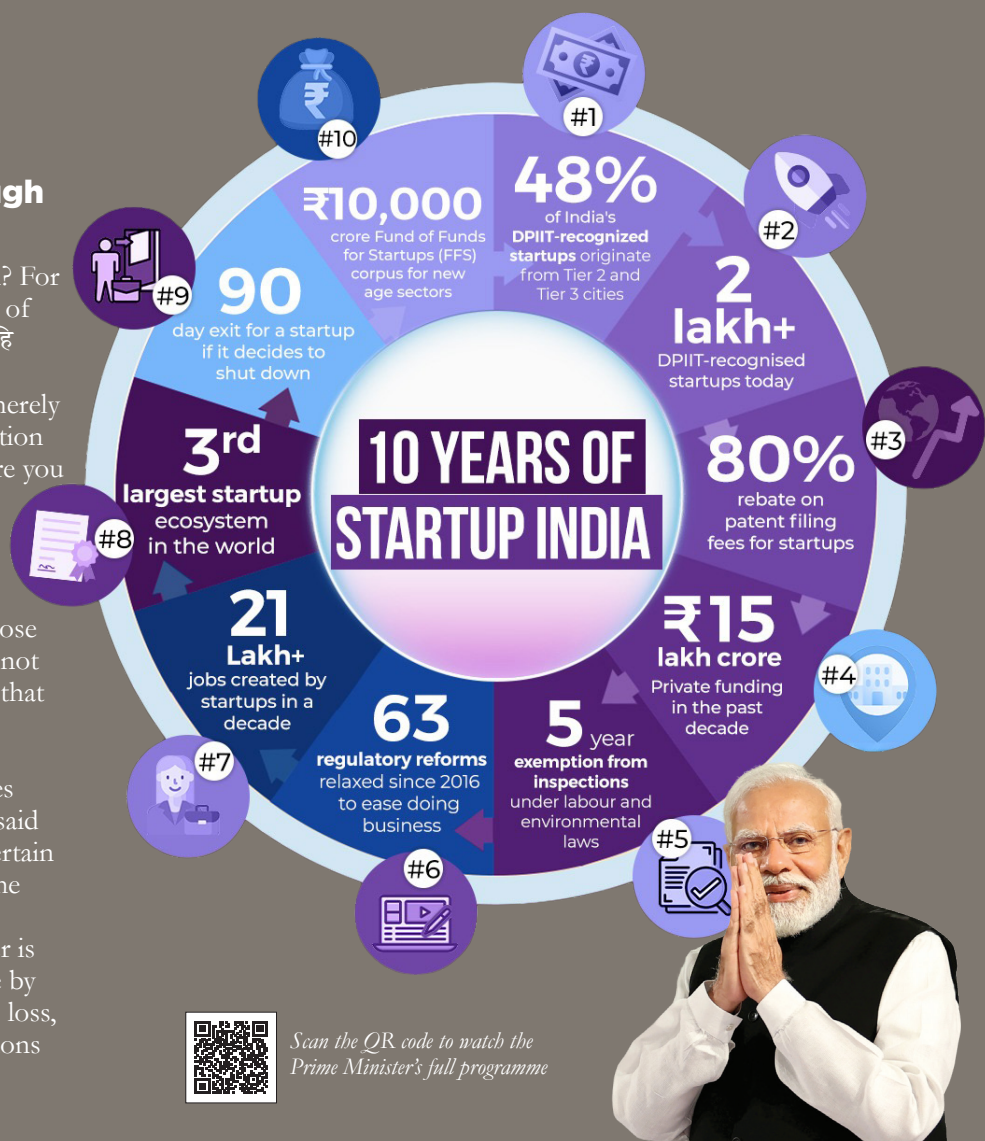 ugh
? For
of
हि
nerely
tion
re you
ose
not
that
es
said
ertain
ne
r is
by
loss,
ons
10 YEARS OF
STARTUP INDIA
#1
48%
of India's
DPIIT-recognized
startups originate
from Tier 2 and
Tier 3 cities
#2
2
lakh+
DPIIT-recognised
startups today
#3
80%
rebate on
patent filing
fees for startups
#4
₹15
lakh crore
Private funding
in the past
decade
#5
5 year
exemption from
inspections
under labour and
environmental
laws
#6
63
regulatory reforms
relaxed since 2016
to ease doing
business
#7
21
Lakh+
jobs created by
startups in a
decade
#8
3rd
largest startup
ecosystem
in the world
#9
90
day exit for a startup
if it decides to
shut down
#10
₹10,000
crore Fund of Funds
for Startups (FFS)
corpus for new
age sectors
Scan the QR code to watch the
Prime Minister's full programme